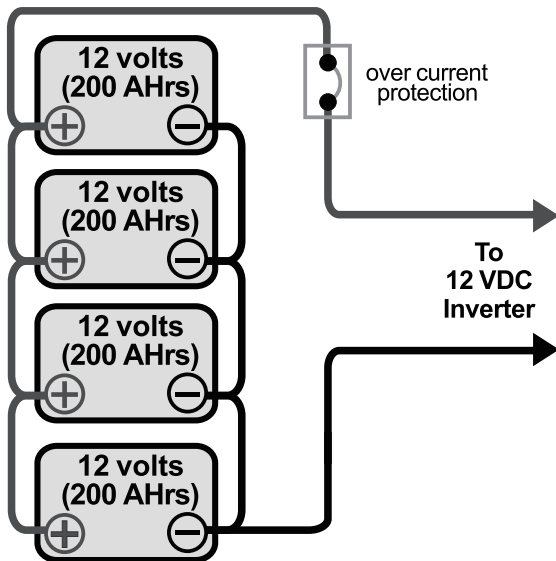 12 volts
(200 AHrs)
over current
protection
12 volts
(200 AHrs)
To
12 VDC
Inverter
12 volts
(200 AHrs)
12 volts
(200 AHrs)